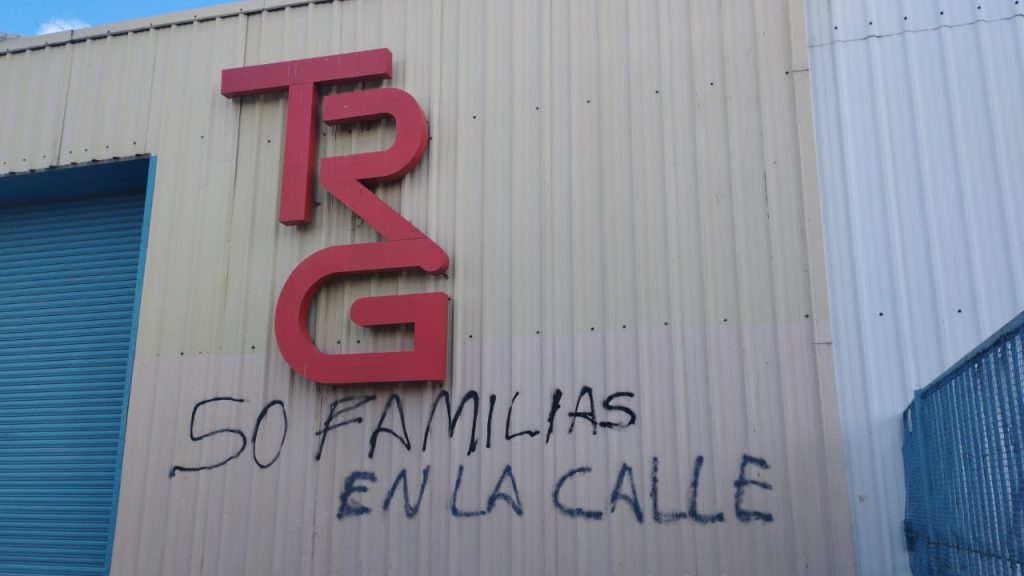 TRG
50 FAMILIAS
EN LA CALLE